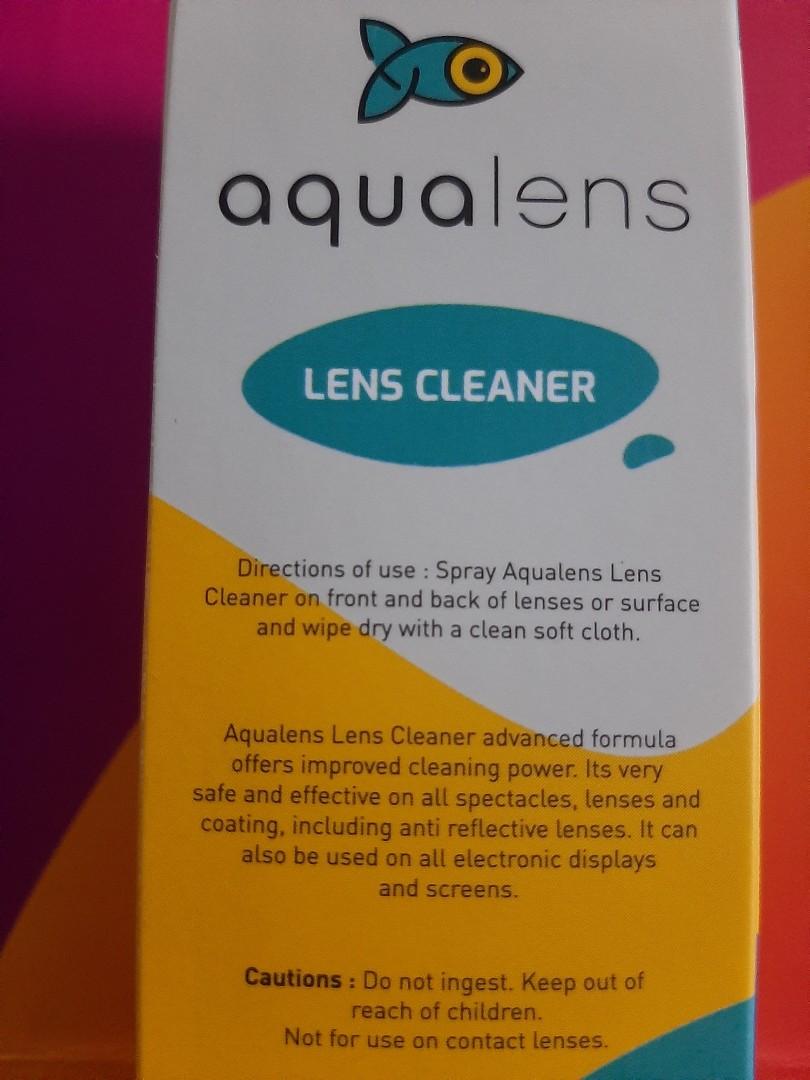 aqualens
LENS CLEANER
Directions of use : Spray Aqualens Lens
Cleaner on front and back of lenses or surface
and wipe dry with a clean soft cloth.
Aqualens Lens Cleaner advanced formula
offers improved cleaning power. Its very
safe and effective on all spectacles, lenses and
coating, including anti reflective lenses. It can
also be used on all electronic displays
and screens.
Cautions : Do not ingest. Keep out of
reach of children.
Not for use on contact lenses.